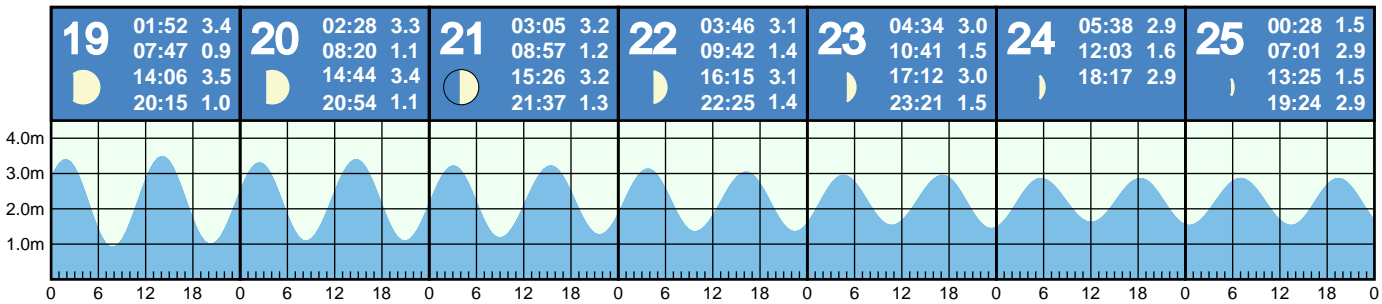 19 01:52 3.4 20 02:28 3.3 21 03:05 3.2 22 03:46 3.1 23 04:34 3.0 24 05:38 2.9 25 00:28 1.5
07:47 0.9 08:20 1.1 08:57 1.2 09:42 1.4 10:41 1.5 12:03 1.6 07:01 2.9
14:06 3.5 14:44 3.4 15:26 3.2 16:15 3.1 17:12 3.0 18:17 2.9 13:25 1.5
20:15 1.0 20:54 1.1 21:37 1.3 22:25 1.4 23:21 1.5 19:24 2.9
4.0m
3.0m
2.0m
1.0m
0 6 12 18 0 6 12 18 0 6 12 18 0 6 12 18 0 6 12 18 0 6 12 18 0 6 12 18 0